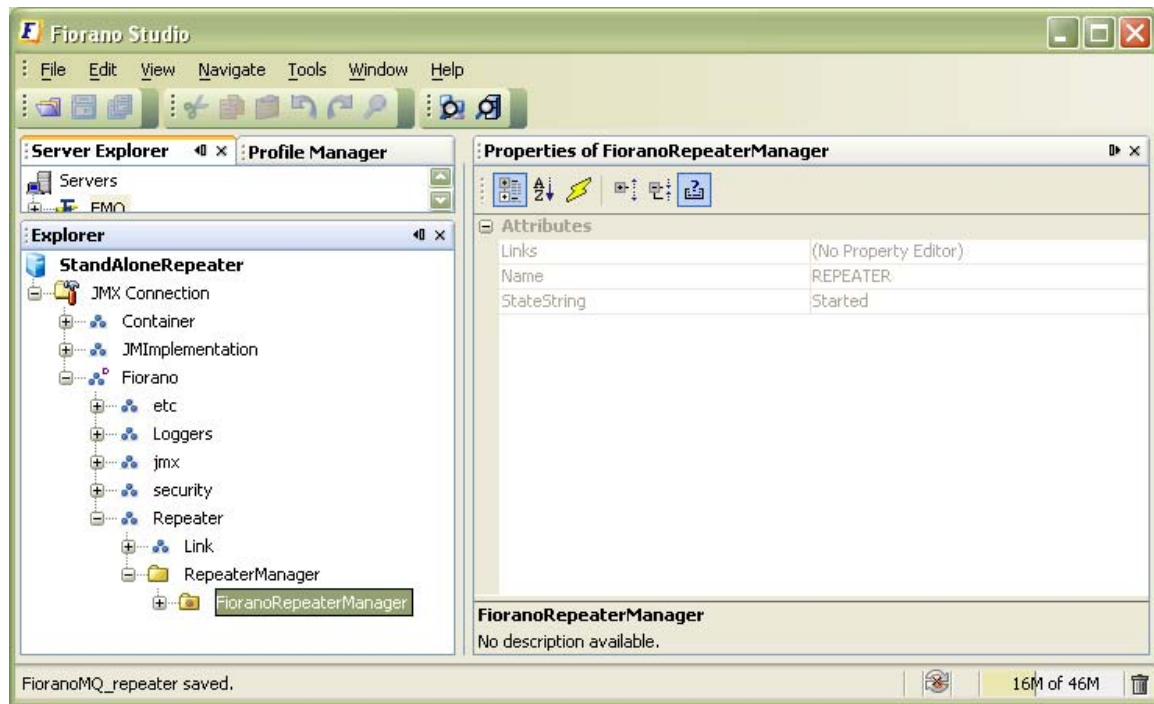 Fiorano Studio
File Edit View Navigate Tools Window Help
Server Explorer Profile Manager
Servers
FMQ
Explorer
StandAloneRepeater
JMX Connection
Container
JMImplementation
Fiorano
etc
Loggers
jmx
security
Repeater
Link
RepeaterManager
FioranoRepeaterManager
Properties of FioranoRepeaterManager
Attributes
Links (No Property Editor)
Name REPEATER
StateString Started
FioranoRepeaterManager
No description available.
FioranoMQ_repeater saved. 16M of 46M